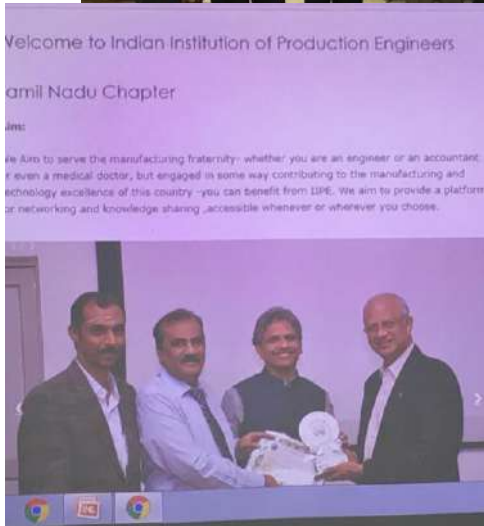 Welcome to Indian Institution of Production Engineers
amil Nadu Chapter
im:
e Aim to serve the manufacturing fraternity- whether you are an engineer or an accountant
r even a medical doctor, but engaged in some way contributing to the manufacturing and
echnology excellence of this country -you can benefit from IIPE. We aim to provide a platform
or networking and knowledge sharing ,accessible whenever or wherever you choose.